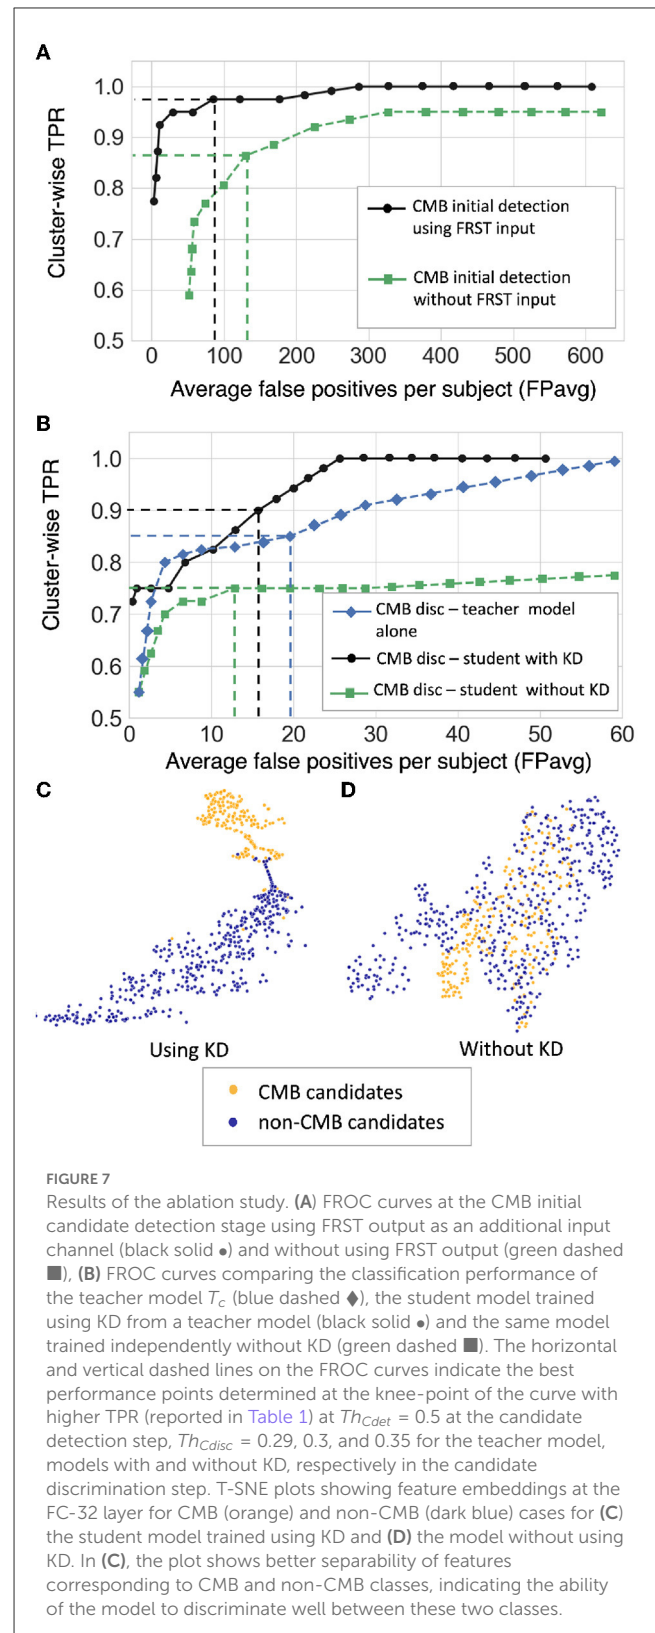 A
1.0
0.9
0.8
0.7
0.6
0.5
Cluster-wise TPR
CMB initial detection
using FRST input
CMB initial detection
without FRST input
0 100 200 300 400 500 600
Average false positives per subject (FPavg)
B
1.0
0.9
0.8
0.7
0.6
0.5
Cluster-wise TPR
CMB disc – teacher model
alone
CMB disc – student with KD
CMB disc – student without KD
0 10 20 30 40 50 60
Average false positives per subject (FPavg)
C
D
Using KD
Without KD
CMB candidates
non-CMB candidates
FIGURE 7
Results of the ablation study. (A) FROC curves at the CMB initial
candidate detection stage using FRST output as an additional input
channel (black solid ●) and without using FRST output (green dashed
■), (B) FROC curves comparing the classification performance of
the teacher model Tc (blue dashed ♦), the student model trained
using KD from a teacher model (black solid ●) and the same model
trained independently without KD (green dashed ■). The horizontal
and vertical dashed lines on the FROC curves indicate the best
performance points determined at the knee-point of the curve with
higher TPR (reported in Table 1) at ThCdet = 0.5 at the candidate
detection step, ThCdisc = 0.29, 0.3, and 0.35 for the teacher model,
models with and without KD, respectively in the candidate
discrimination step. T-SNE plots showing feature embeddings at the
FC-32 layer for CMB (orange) and non-CMB (dark blue) cases for (C)
the student model trained using KD and (D) the model without using
KD. In (C), the plot shows better separability of features
corresponding to CMB and non-CMB classes, indicating the ability
of the model to discriminate well between these two classes.